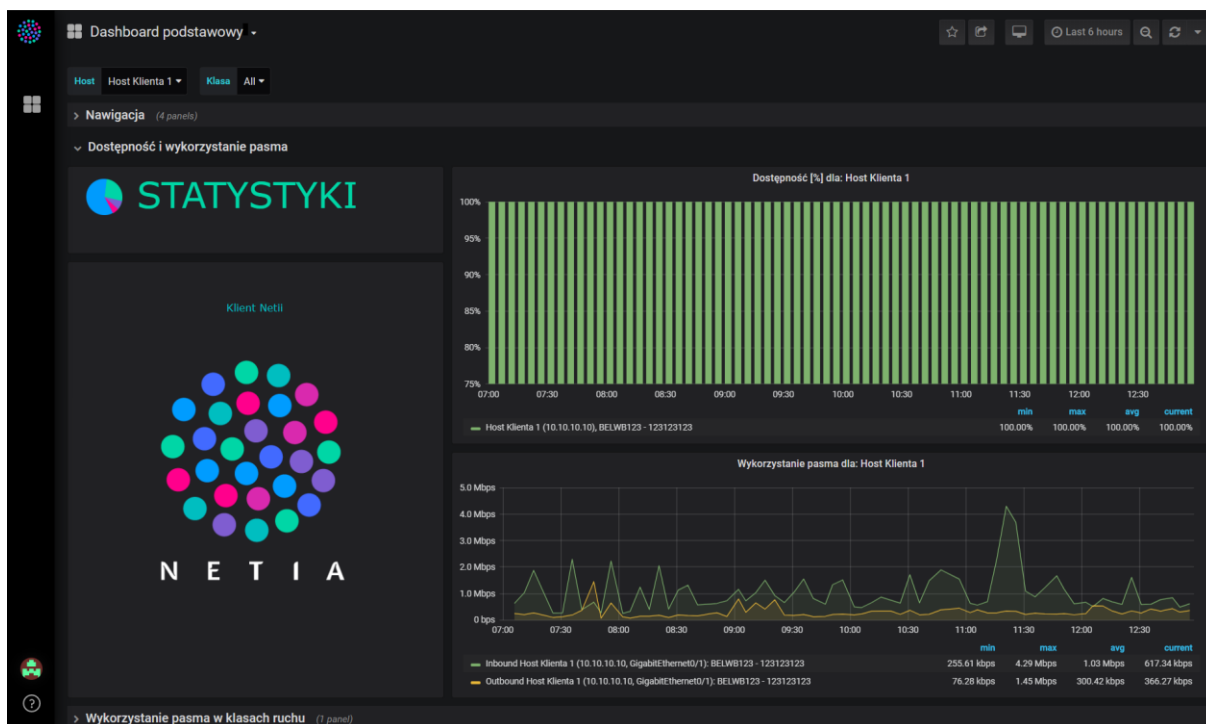 Dashboard podstawowy
Last 6 hours
Host Host Klienta 1 Klasa All
Nawigacja (4 panels)
Dostępność i wykorzystanie pasma
STATYSTYKI
Klient Netii
NETIA
Dostępność [%] dla: Host Klienta 1
100%
95%
90%
85%
80%
75%
07:00 07:30 08:00 08:30 09:00 09:30 10:00 10:30 11:00 11:30 12:00 12:30
min max avg current
Host Klienta 1 (10.10.10.10), BELWB123 - 123123123 100.00% 100.00% 100.00% 100.00%
Wykorzystanie pasma dla: Host Klienta 1
5.0 Mbps
4.0 Mbps
3.0 Mbps
2.0 Mbps
1.0 Mbps
0 bps
07:00 07:30 08:00 08:30 09:00 09:30 10:00 10:30 11:00 11:30 12:00 12:30
min max avg current
Inbound Host Klienta 1 (10.10.10.10, GigabitEthernet0/1): BELWB123 - 123123123 255.61 kbps 4.29 Mbps 1.03 Mbps 617.34 kbps
Outbound Host Klienta 1 (10.10.10.10, GigabitEthernet0/1): BELWB123 - 123123123 76.28 kbps 1.45 Mbps 300.42 kbps 366.27 kbps
Wykorzystanie pasma w klasach ruchu (1 panel)